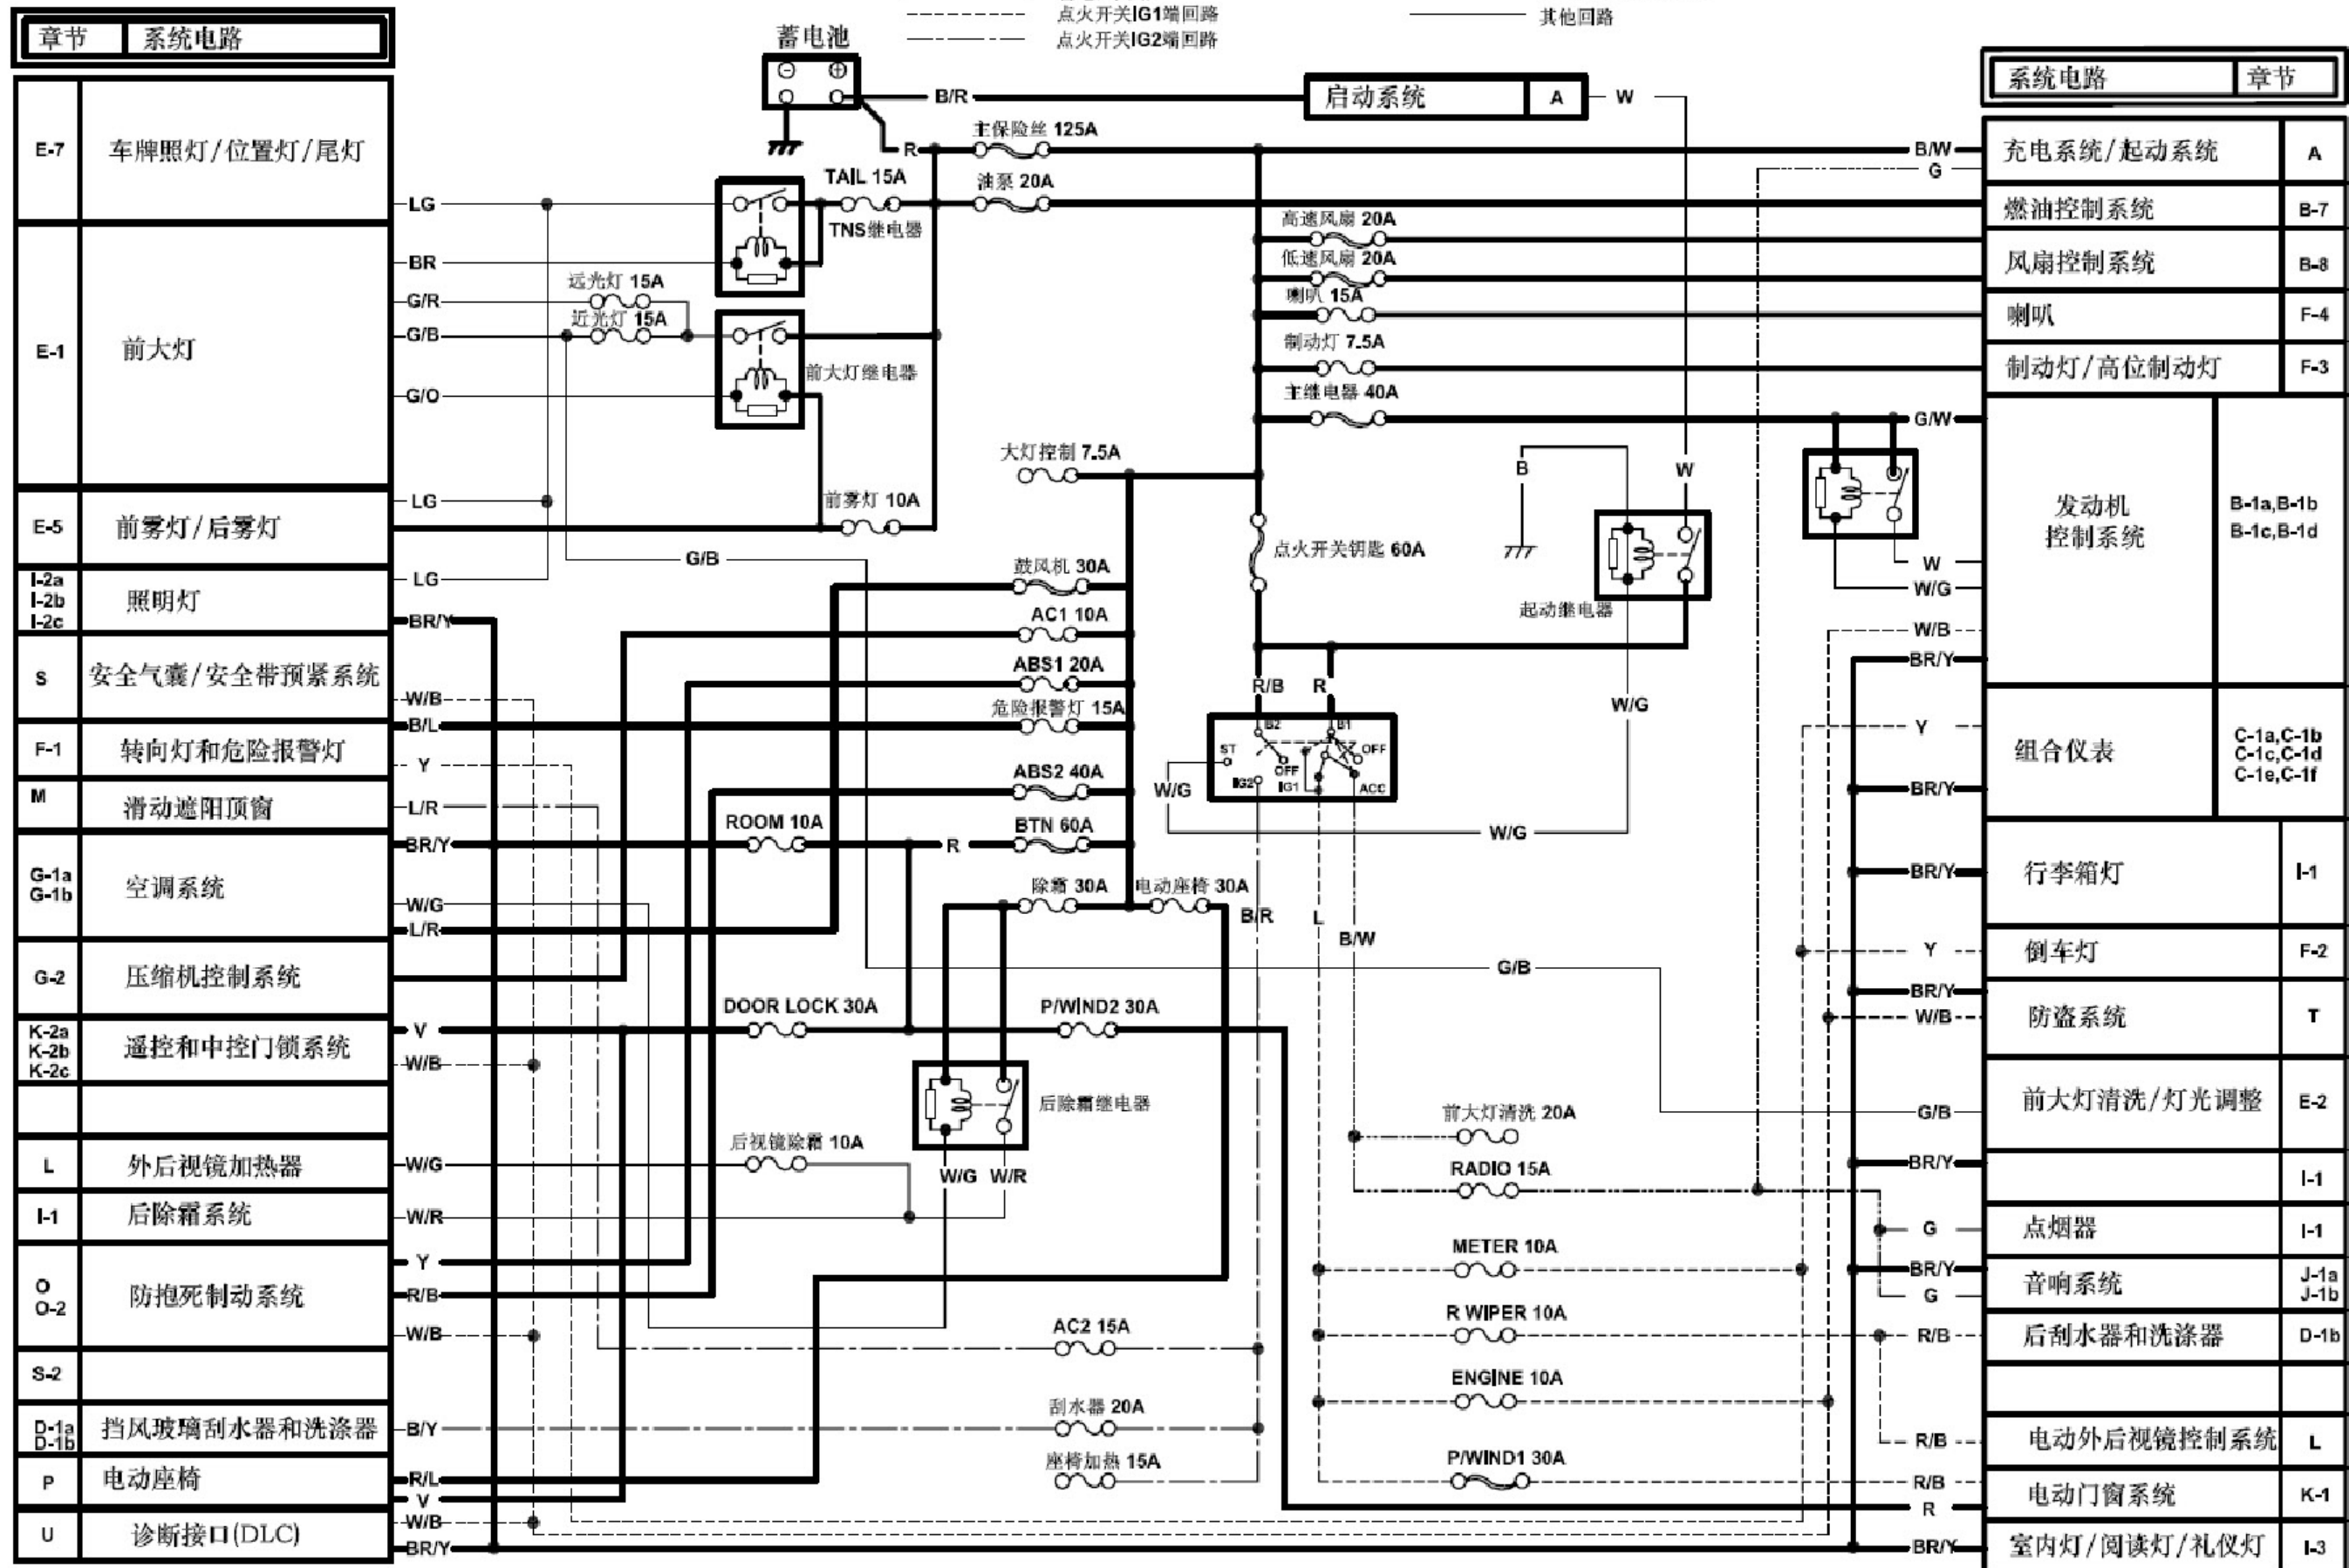 点火开关IG1端回路
其他回路
点火开关IG2端回路
章节 系统电路
蓄电池
B/R
启动系统 A W
系统电路 章节
E-7 车牌照灯/位置灯/尾灯
R
主保险丝 125A
B/W
G
充电系统/起动系统 A
TAIL 15A
油泵 20A
LG
TNS继电器
燃油控制系统 B-7
高速风扇 20A
低速风扇 20A
风扇控制系统 B-8
喇叭 15A
喇叭 F-4
制动灯 7.5A
制动灯/高位制动灯 F-3
主继电器 40A
G/W
E-1 前大灯
BR
G/R
远光灯 15A
G/B
近光灯 15A
前大灯继电器
G/O
大灯控制 7.5A
B
W
发动机
控制系统
B-1a,B-1b
B-1c,B-1d
W
W/G
W/B
BR/Y
LG
E-5 前雾灯/后雾灯
前雾灯 10A
G/B
点火开关钥匙 60A
起动继电器
I-2a
I-2b
I-2c
照明灯
LG
BR/Y
鼓风机 30A
AC1 10A
S 安全气囊/安全带预紧系统
W/B
ABS1 20A
R/B R
W/G
F-1 转向灯和危险报警灯
B/L
Y
危险报警灯 15A
B2 B1
ST OFF
OFF
IG2 IG1 ACC
W/G
W/G
Y
组合仪表
C-1a,C-1b
C-1c,C-1d
C-1e,C-1f
BR/Y
M 滑动遮阳顶窗
L/R
ABS2 40A
ROOM 10A
BTN 60A
BR/Y
R
G-1a
G-1b
空调系统
W/G
L/R
除霜 30A
电动座椅 30A
B/R
L
B/W
BR/Y
行李箱灯 I-1
G-2 压缩机控制系统
G/B
Y
倒车灯 F-2
K-2a
K-2b
K-2c
遥控和中控门锁系统
V
W/B
DOOR LOCK 30A
P/WIND2 30A
BR/Y
W/B
防盗系统 T
后除霜继电器
前大灯清洗 20A
G/B
前大灯清洗/灯光调整 E-2
L 外后视镜加热器
W/G
后视镜除霜 10A
W/G W/R
RADIO 15A
BR/Y
I-1
I-1 后除霜系统
W/R
G
点烟器 I-1
O
O-2
防抱死制动系统
Y
R/B
W/B
METER 10A
BR/Y
G
音响系统
J-1a
J-1b
AC2 15A
R WIPER 10A
R/B
后刮水器和洗涤器 D-1b
S-2
ENGINE 10A
D-1a
D-1b
挡风玻璃刮水器和洗涤器
B/Y
刮水器 20A
R/B
电动外后视镜控制系统 L
P 电动座椅
R/L
V
座椅加热 15A
P/WIND1 30A
R/B
R
电动门窗系统 K-1
U 诊断接口(DLC)
W/B
BR/Y
BR/Y
室内灯/阅读灯/礼仪灯 I-3